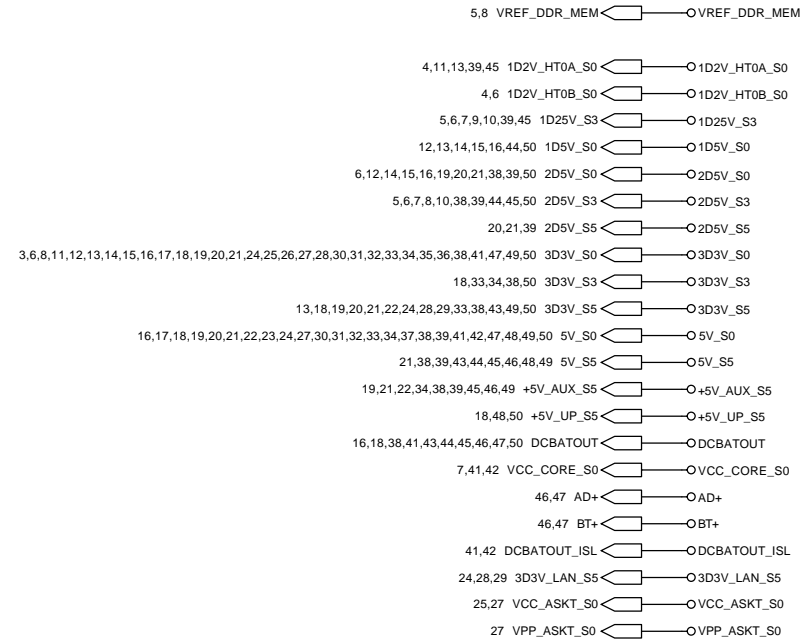 5,8 VREF_DDR_MEM VREF_DDR_MEM
4,11,13,39,45 1D2V_HT0A_S0 1D2V_HT0A_S0
4,6 1D2V_HT0B_S0 1D2V_HT0B_S0
5,6,7,9,10,39,45 1D25V_S3 1D25V_S3
12,13,14,15,16,44,50 1D5V_S0 1D5V_S0
6,12,14,15,16,19,20,21,38,39,50 2D5V_S0 2D5V_S0
5,6,7,8,10,38,39,44,45,50 2D5V_S3 2D5V_S3
20,21,39 2D5V_S5 2D5V_S5
3,6,8,11,12,13,14,15,16,17,18,19,20,21,24,25,26,27,28,30,31,32,33,34,35,36,38,41,47,49,50 3D3V_S0 3D3V_S0
18,33,34,38,50 3D3V_S3 3D3V_S3
13,18,19,20,21,22,24,28,29,33,38,43,49,50 3D3V_S5 3D3V_S5
16,17,18,19,20,21,22,23,24,27,30,31,32,33,34,37,38,39,41,42,47,48,49,50 5V_S0 5V_S0
21,38,39,43,44,45,46,48,49 5V_S5 5V_S5
19,21,22,34,38,39,45,46,49 +5V_AUX_S5 +5V_AUX_S5
18,48,50 +5V_UP_S5 +5V_UP_S5
16,18,38,41,43,44,45,46,47,50 DCBATOUT DCBATOUT
7,41,42 VCC_CORE_S0 VCC_CORE_S0
46,47 AD+ AD+
46,47 BT+ BT+
41,42 DCBATOUT_ISL DCBATOUT_ISL
24,28,29 3D3V_LAN_S5 3D3V_LAN_S5
25,27 VCC_ASKT_S0 VCC_ASKT_S0
27 VPP_ASKT_S0 VPP_ASKT_S0